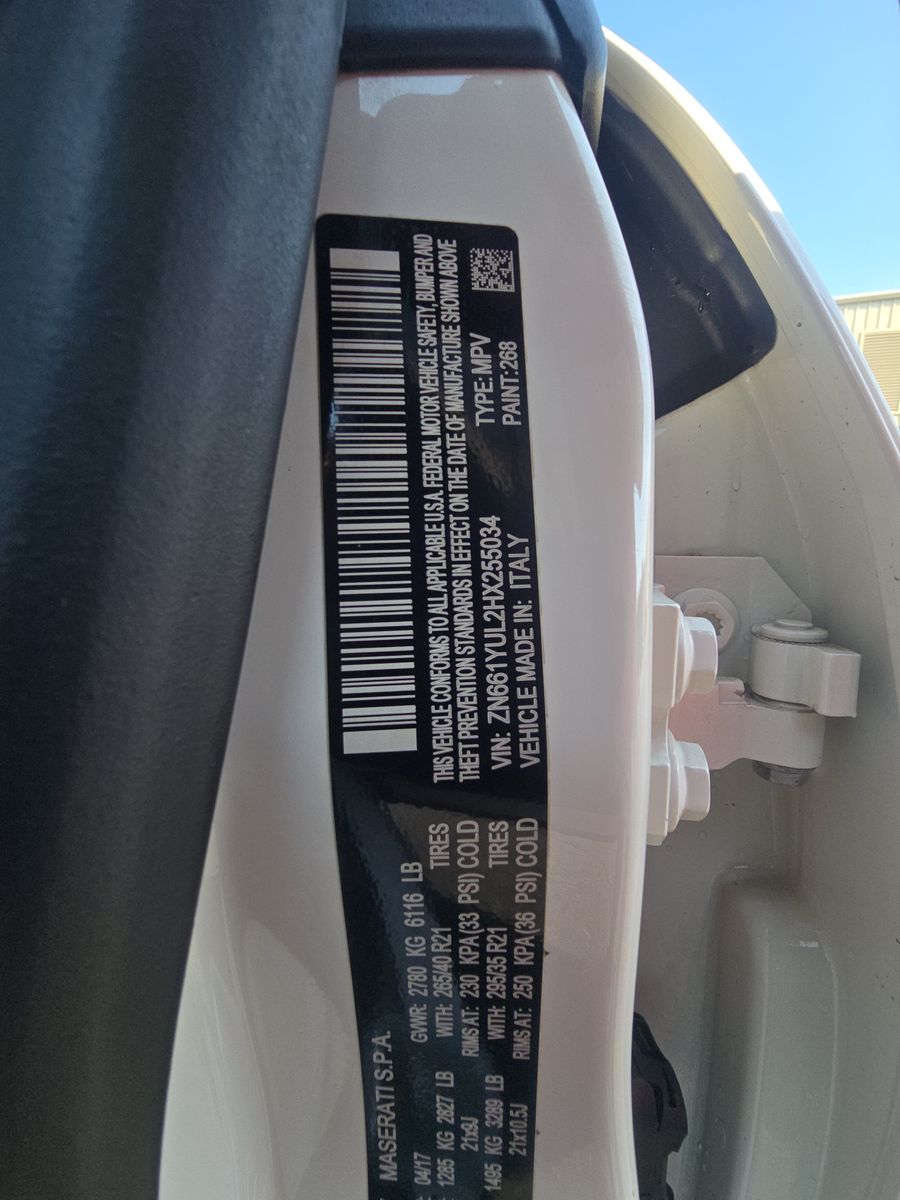 MASERATI S.P.A.
04/17 GVWR: 2780 KG 6116 LB
1285 KG 2827 LB WITH: 265/40 R21 TIRES
21x9J RIMS AT: 230 KPA(33 PSI) COLD
1495 KG 3289 LB WITH: 295/35 R21 TIRES
21x10.5J RIMS AT: 250 KPA(36 PSI) COLD
THIS VEHICLE CONFORMS TO ALL APPLICABLE U.S.A. FEDERAL MOTOR VEHICLE SAFETY, BUMPER AND
THEFT PREVENTION STANDARDS IN EFFECT ON THE DATE OF MANUFACTURE SHOWN ABOVE
VIN: ZN661YUL2HX255034 TYPE: MPV
VEHICLE MADE IN: ITALY PAINT:268